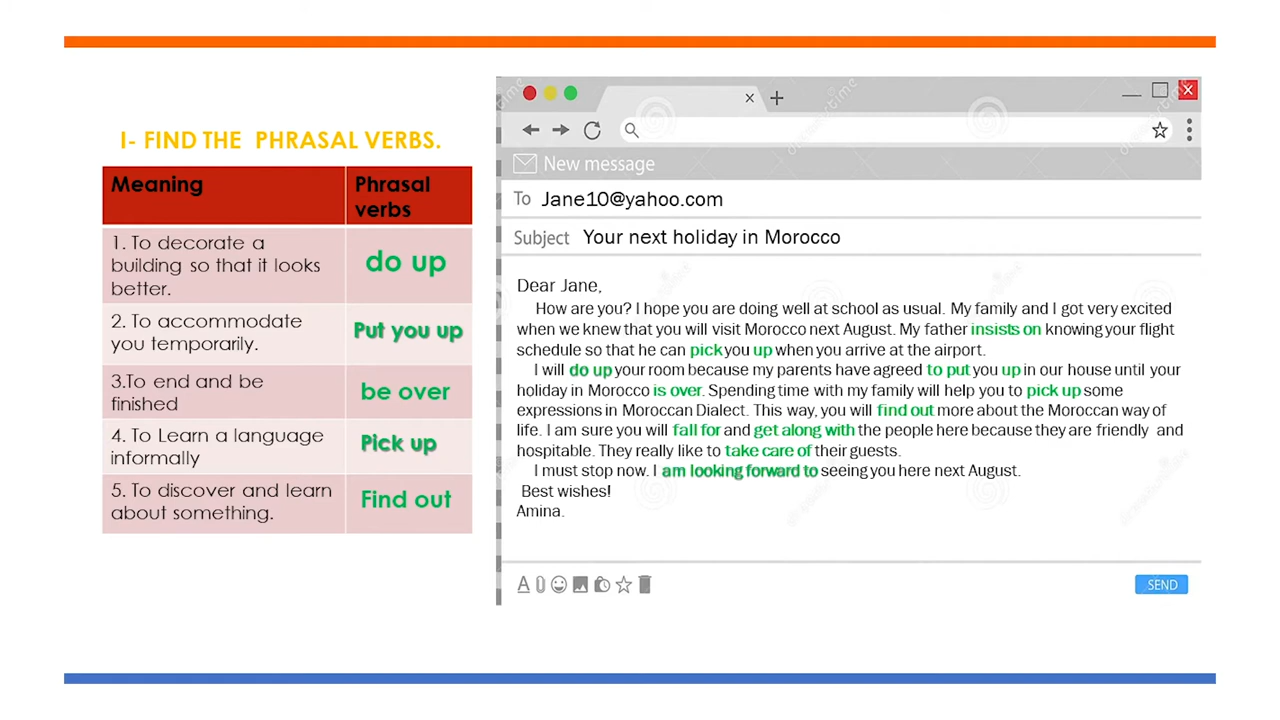 I- FIND THE PHRASAL VERBS.
Meaning
Phrasal
verbs
1. To decorate a
building so that it looks
better.
do up
2. To accommodate
you temporarily.
Put you up
3.To end and be
finished
be over
4. To Learn a language
informally
Pick up
5. To discover and learn
about something.
Find out
New message
To Jane10@yahoo.com
Subject Your next holiday in Morocco
Dear Jane,
How are you? I hope you are doing well at school as usual. My family and I got very excited
when we knew that you will visit Morocco next August. My father insists on knowing your flight
schedule so that he can pick you up when you arrive at the airport.
I will do up your room because my parents have agreed to put you up in our house until your
holiday in Morocco is over. Spending time with my family will help you to pick up some
expressions in Moroccan Dialect. This way, you will find out more about the Moroccan way of
life. I am sure you will fall for and get along with the people here because they are friendly and
hospitable. They really like to take care of their guests.
I must stop now. I am looking forward to seeing you here next August.
Best wishes!
Amina.
A
SEND